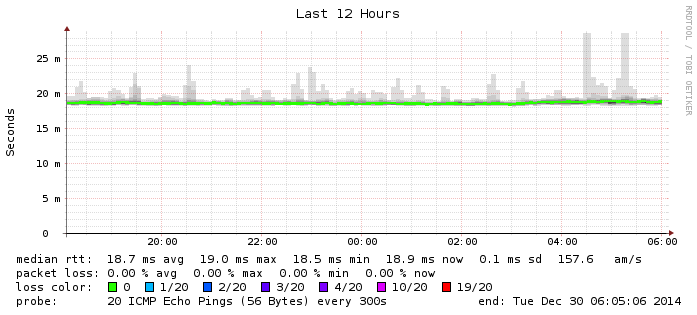 Last 12 Hours
RRDTOOL / TOBI OETIKER
Seconds
25 m
20 m
15 m
10 m
5 m
0
20:00 22:00 00:00 02:00 04:00 06:00
median rtt: 18.7 ms avg 19.0 ms max 18.5 ms min 18.9 ms now 0.1 ms sd 157.6 am/s
packet loss: 0.00 % avg 0.00 % max 0.00 % min 0.00 % now
loss color: 0 1/20 2/20 3/20 4/20 10/20 19/20
probe: 20 ICMP Echo Pings (56 Bytes) every 300s end: Tue Dec 30 06:05:06 2014